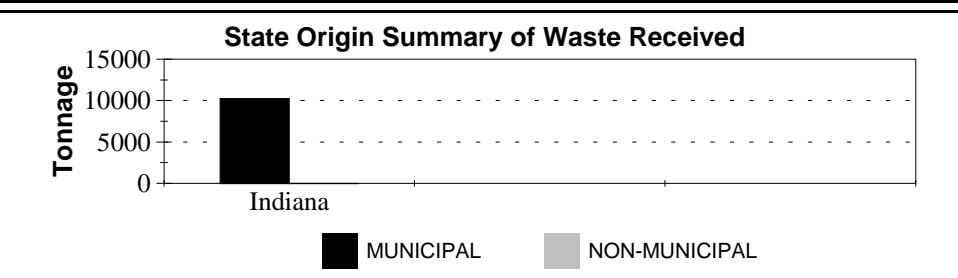 State Origin Summary of Waste Received
Tonnage
15000
10000
5000
0
Indiana
MUNICIPAL NON-MUNICIPAL